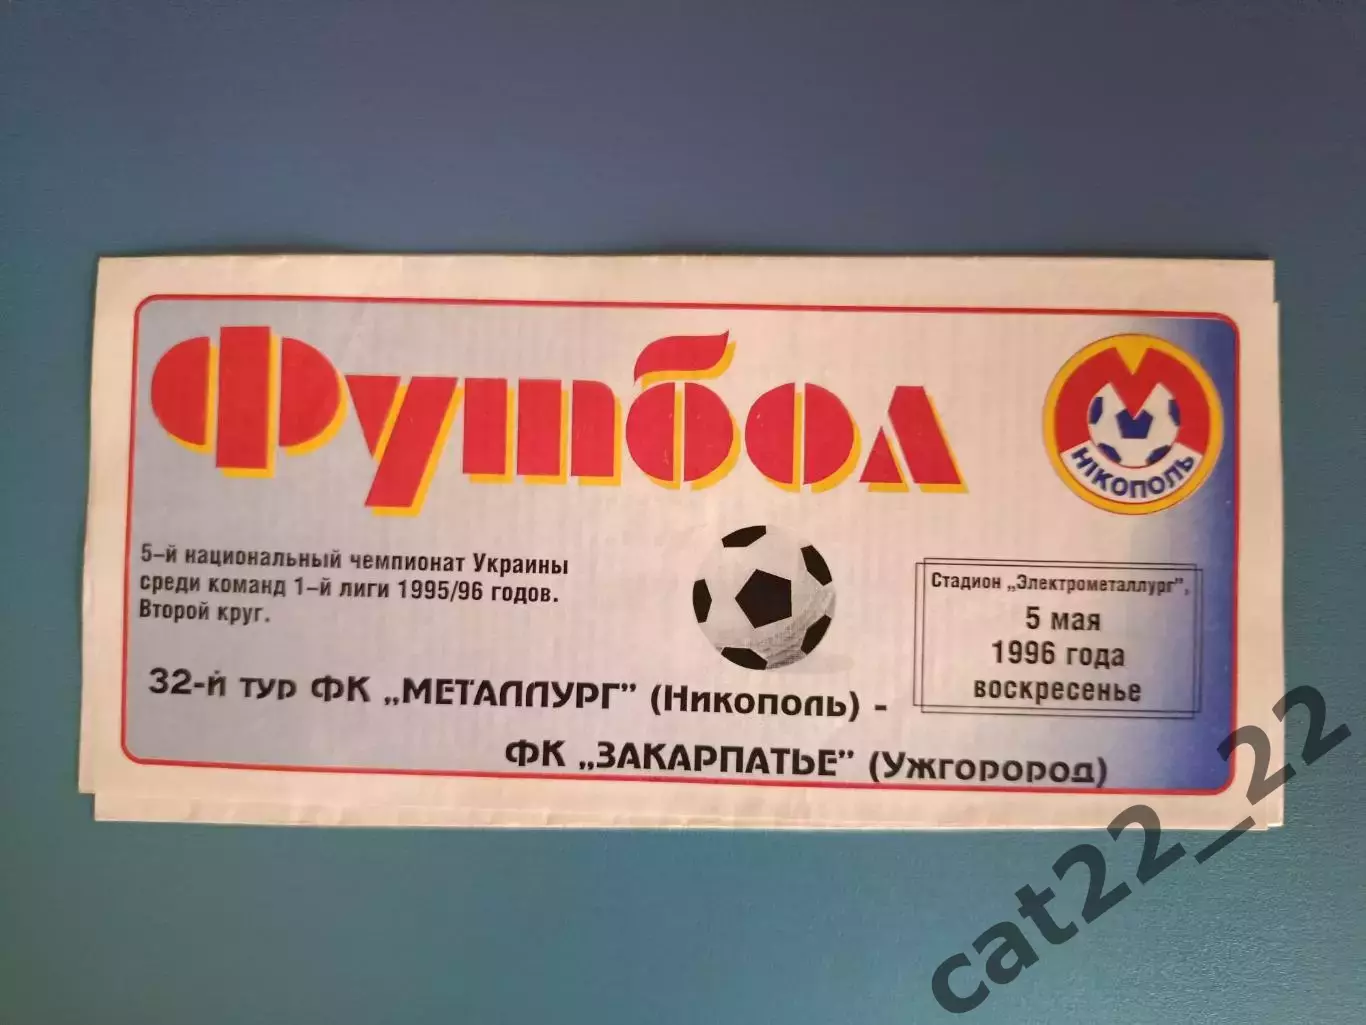 Футбол
НІКОПОЛЬ
5-й национальный чемпионат Украины
среди команд 1-й лиги 1995/96 годов.
Второй круг.
Стадион „Электрометаллург",
5 мая
1996 года
воскресенье
32-й тур ФК „МЕТАЛЛУРГ" (Никополь) -
ФК „ЗАКАРПАТЬЕ" (Ужгорород)
cat22_22